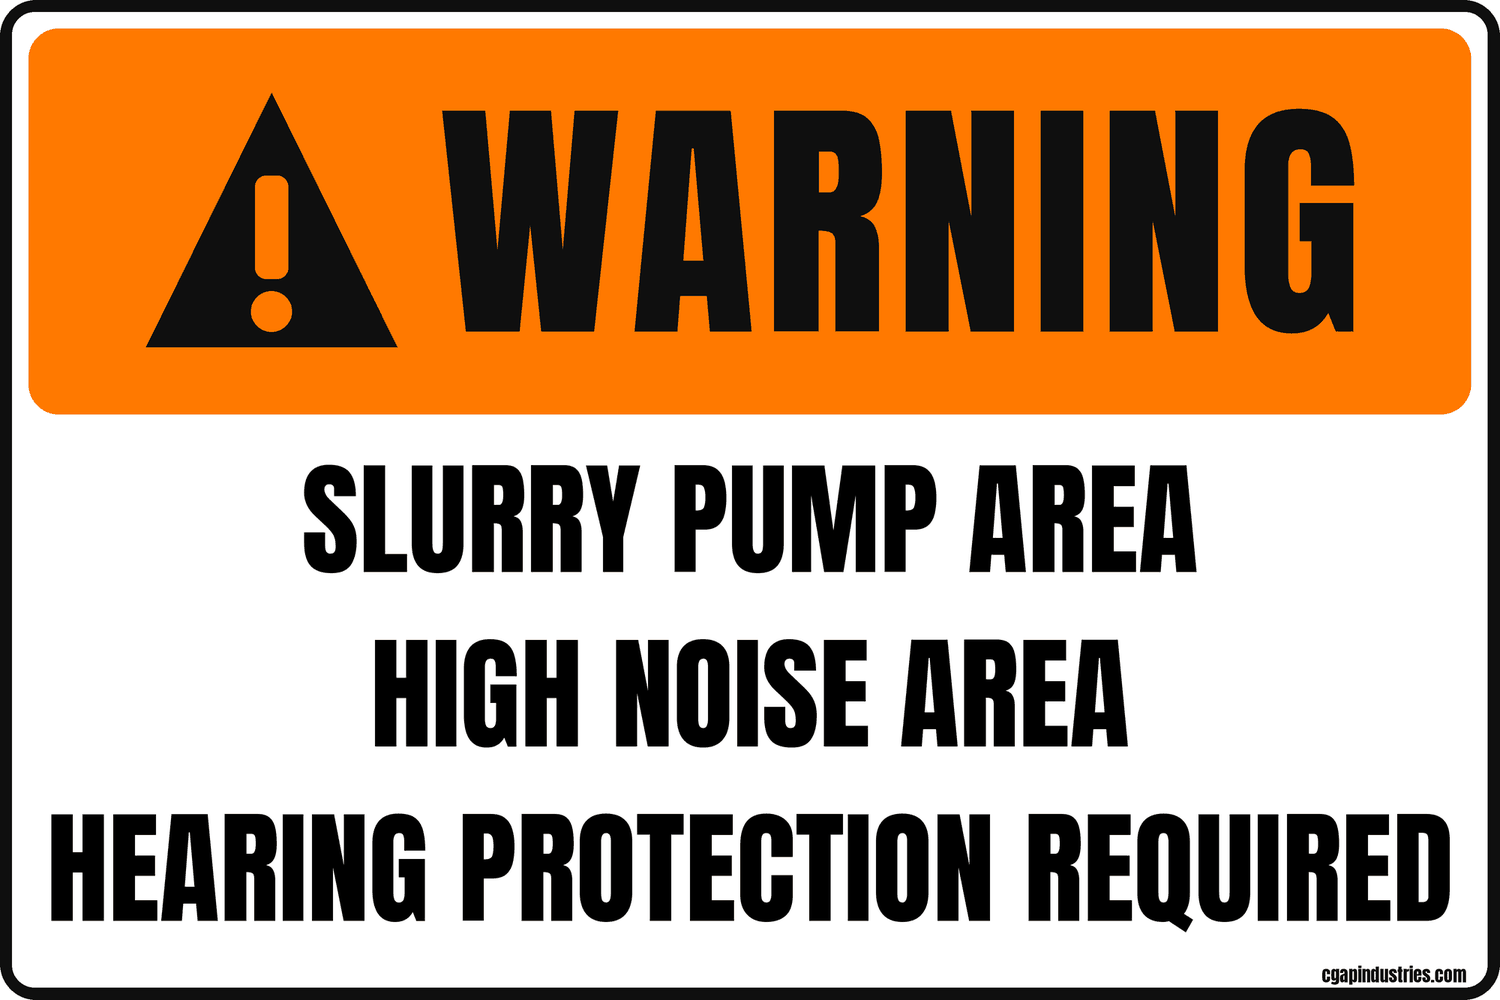 WARNING
SLURRY PUMP AREA
HIGH NOISE AREA
HEARING PROTECTION REQUIRED
cgapindustries.com